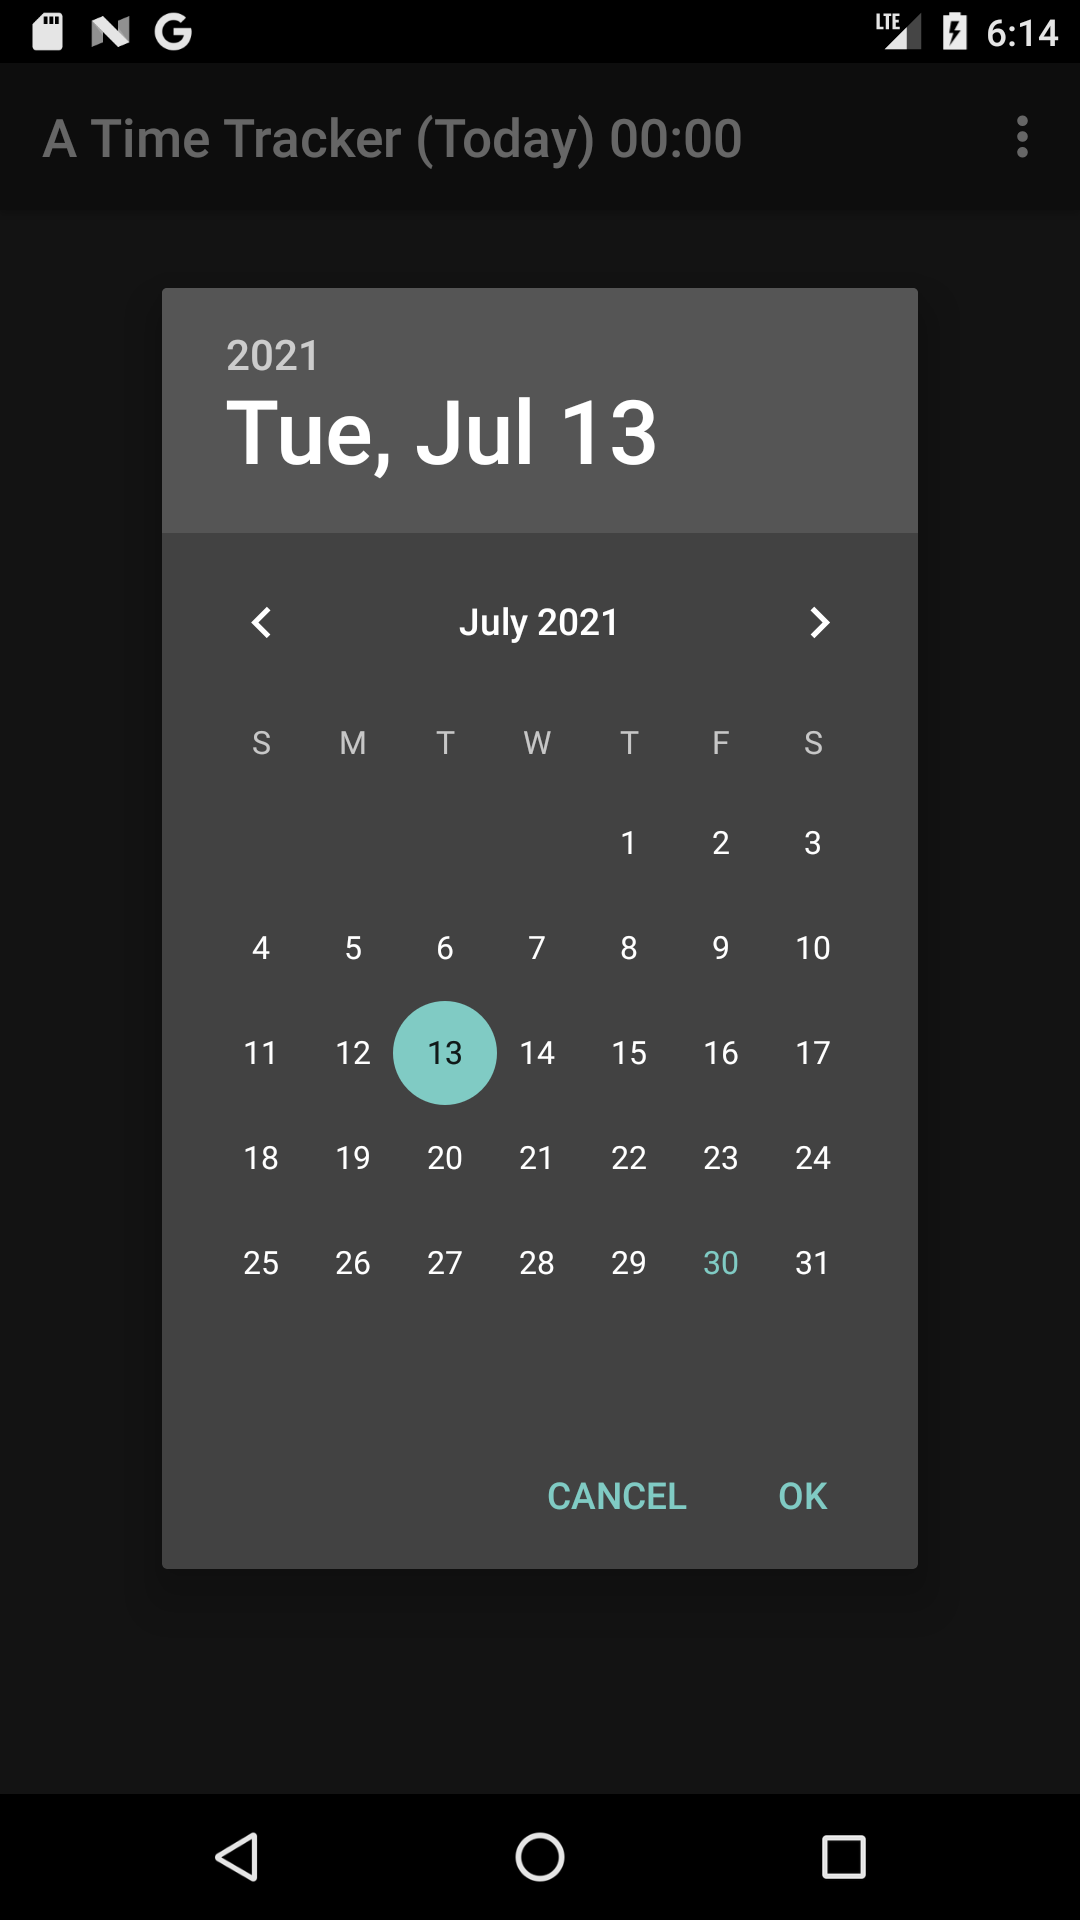 LTE 6:14
A Time Tracker (Today) 00:00
2021
Tue, Jul 13
July 2021
S M T W T F S
1 2 3
4 5 6 7 8 9 10
11 12 13 14 15 16 17
18 19 20 21 22 23 24
25 26 27 28 29 30 31
CANCEL OK